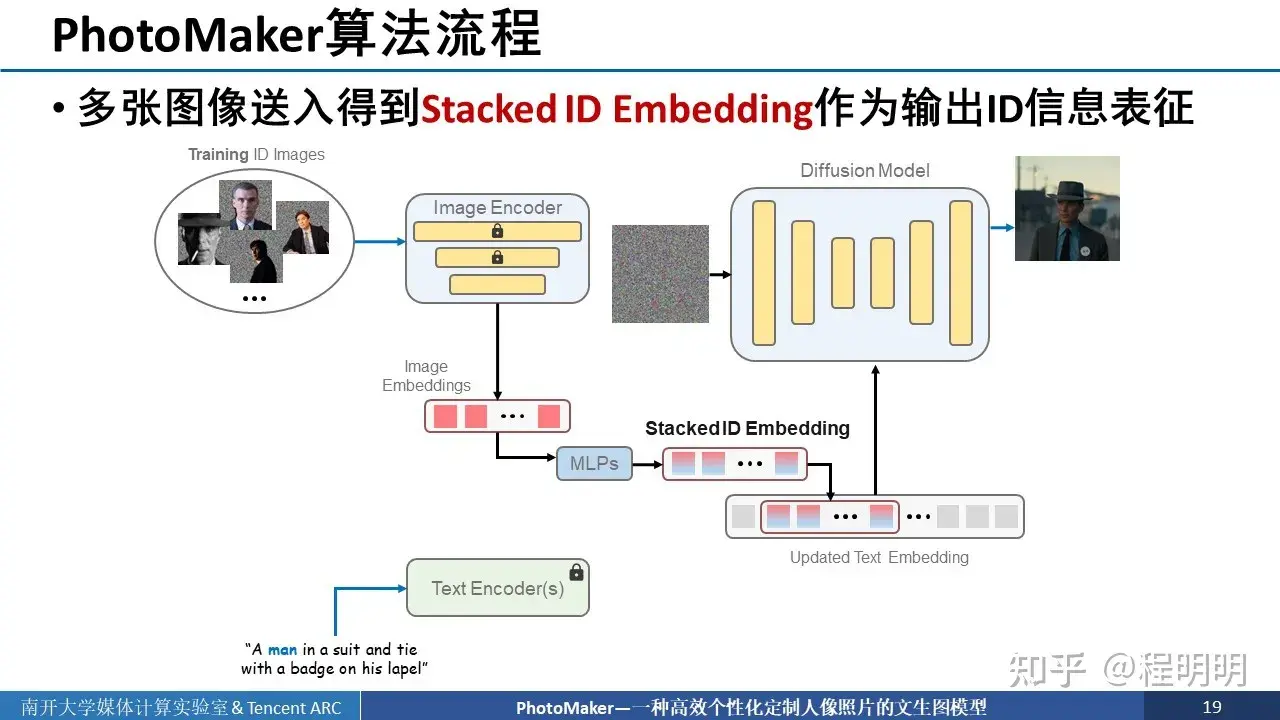 PhotoMaker算法流程
• 多张图像送入得到Stacked ID Embedding作为输出ID信息表征
Training ID Images
Diffusion Model
Image Encoder
Image
Embeddings
Stacked ID Embedding
MLPs
Updated Text Embedding
Text Encoder(s)
“A man in a suit and tie
with a badge on his lapel”
知乎 @程明明
南开大学媒体计算实验室 & Tencent ARC
PhotoMaker—一种高效个性化定制人像照片的文生图模型
19